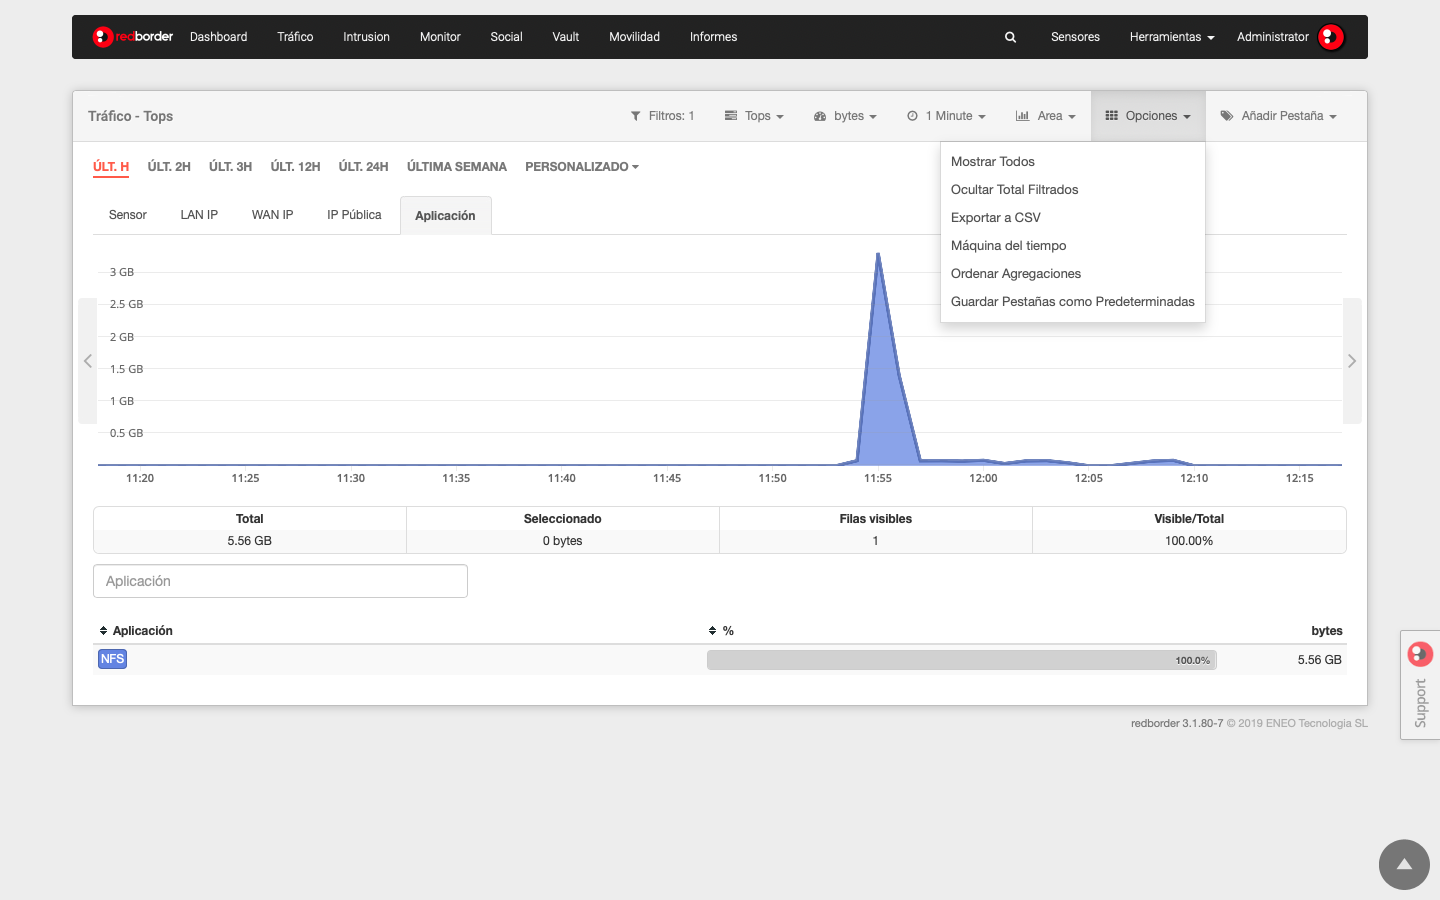 redborder Dashboard Tráfico Intrusion Monitor Social Vault Movilidad Informes Sensores Herramientas Administrator
Tráfico - Tops Filtros: 1 Tops bytes 1 Minute Area Opciones Añadir Pestaña
Mostrar Todos
Ocultar Total Filtrados
Exportar a CSV
Máquina del tiempo
Ordenar Agregaciones
Guardar Pestañas como Predeterminadas
ÚLT. H ÚLT. 2H ÚLT. 3H ÚLT. 12H ÚLT. 24H ÚLTIMA SEMANA PERSONALIZADO
Sensor LAN IP WAN IP IP Pública Aplicación
3 GB
2.5 GB
2 GB
1.5 GB
1 GB
0.5 GB
11:20 11:25 11:30 11:35 11:40 11:45 11:50 11:55 12:00 12:05 12:10 12:15
Total Seleccionado Filas visibles Visible/Total
5.56 GB 0 bytes 1 100.00%
Aplicación
Aplicación % bytes
NFS 100.0% 5.56 GB
Support
redborder 3.1.80-7 © 2019 ENEO Tecnologia SL